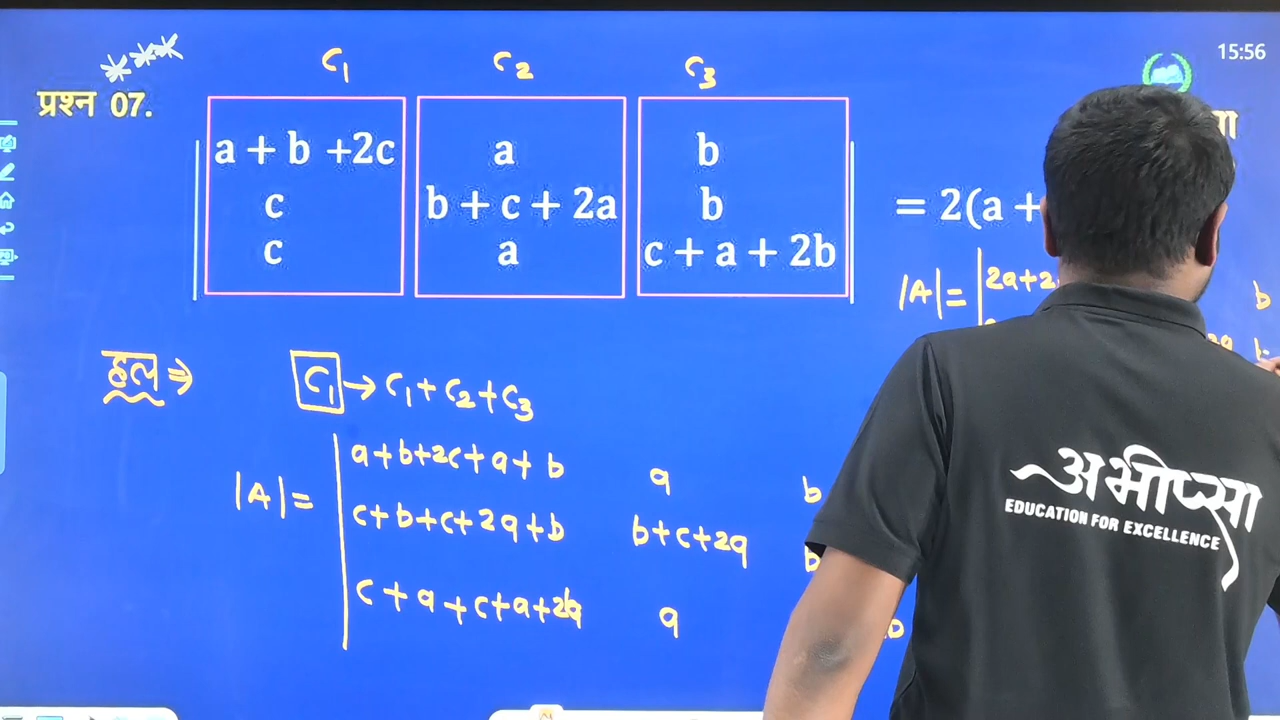 15:56
C₁ C₂ C₃
प्रश्न 07.
a + b +2c a b
c b + c + 2a b
c a c + a + 2b
= 2(a +
|A|= 2a+2 b
हल ⇒ C₁ → C₁+C₂+C₃
|A|=
a+b+2c+a+b a b
c+b+c+2a+b b+c+2a b
c+a+c+a+2b a
अभीप्सा
EDUCATION FOR EXCELLENCE